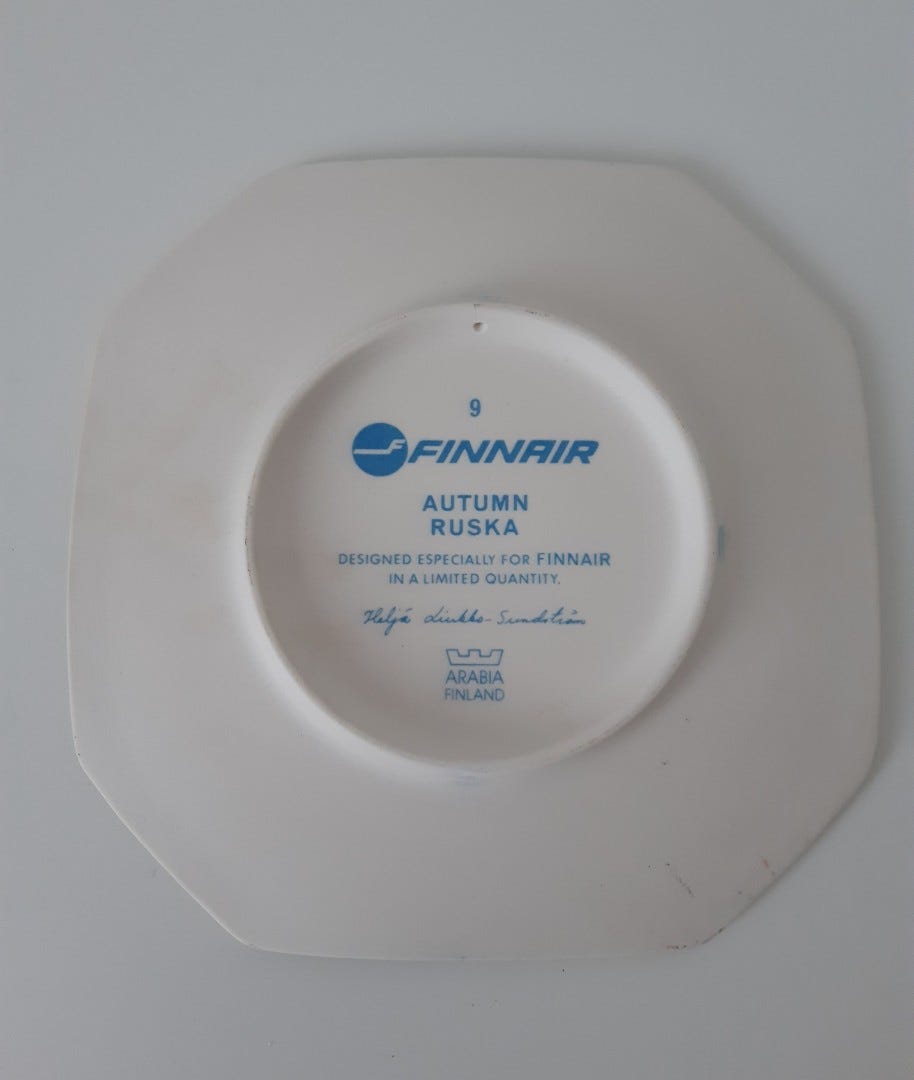 9
FINNAIR
AUTUMN
RUSKA
DESIGNED ESPECIALLY FOR FINNAIR
IN A LIMITED QUANTITY.
Heljä Liukko-Sundström
ARABIA
FINLAND